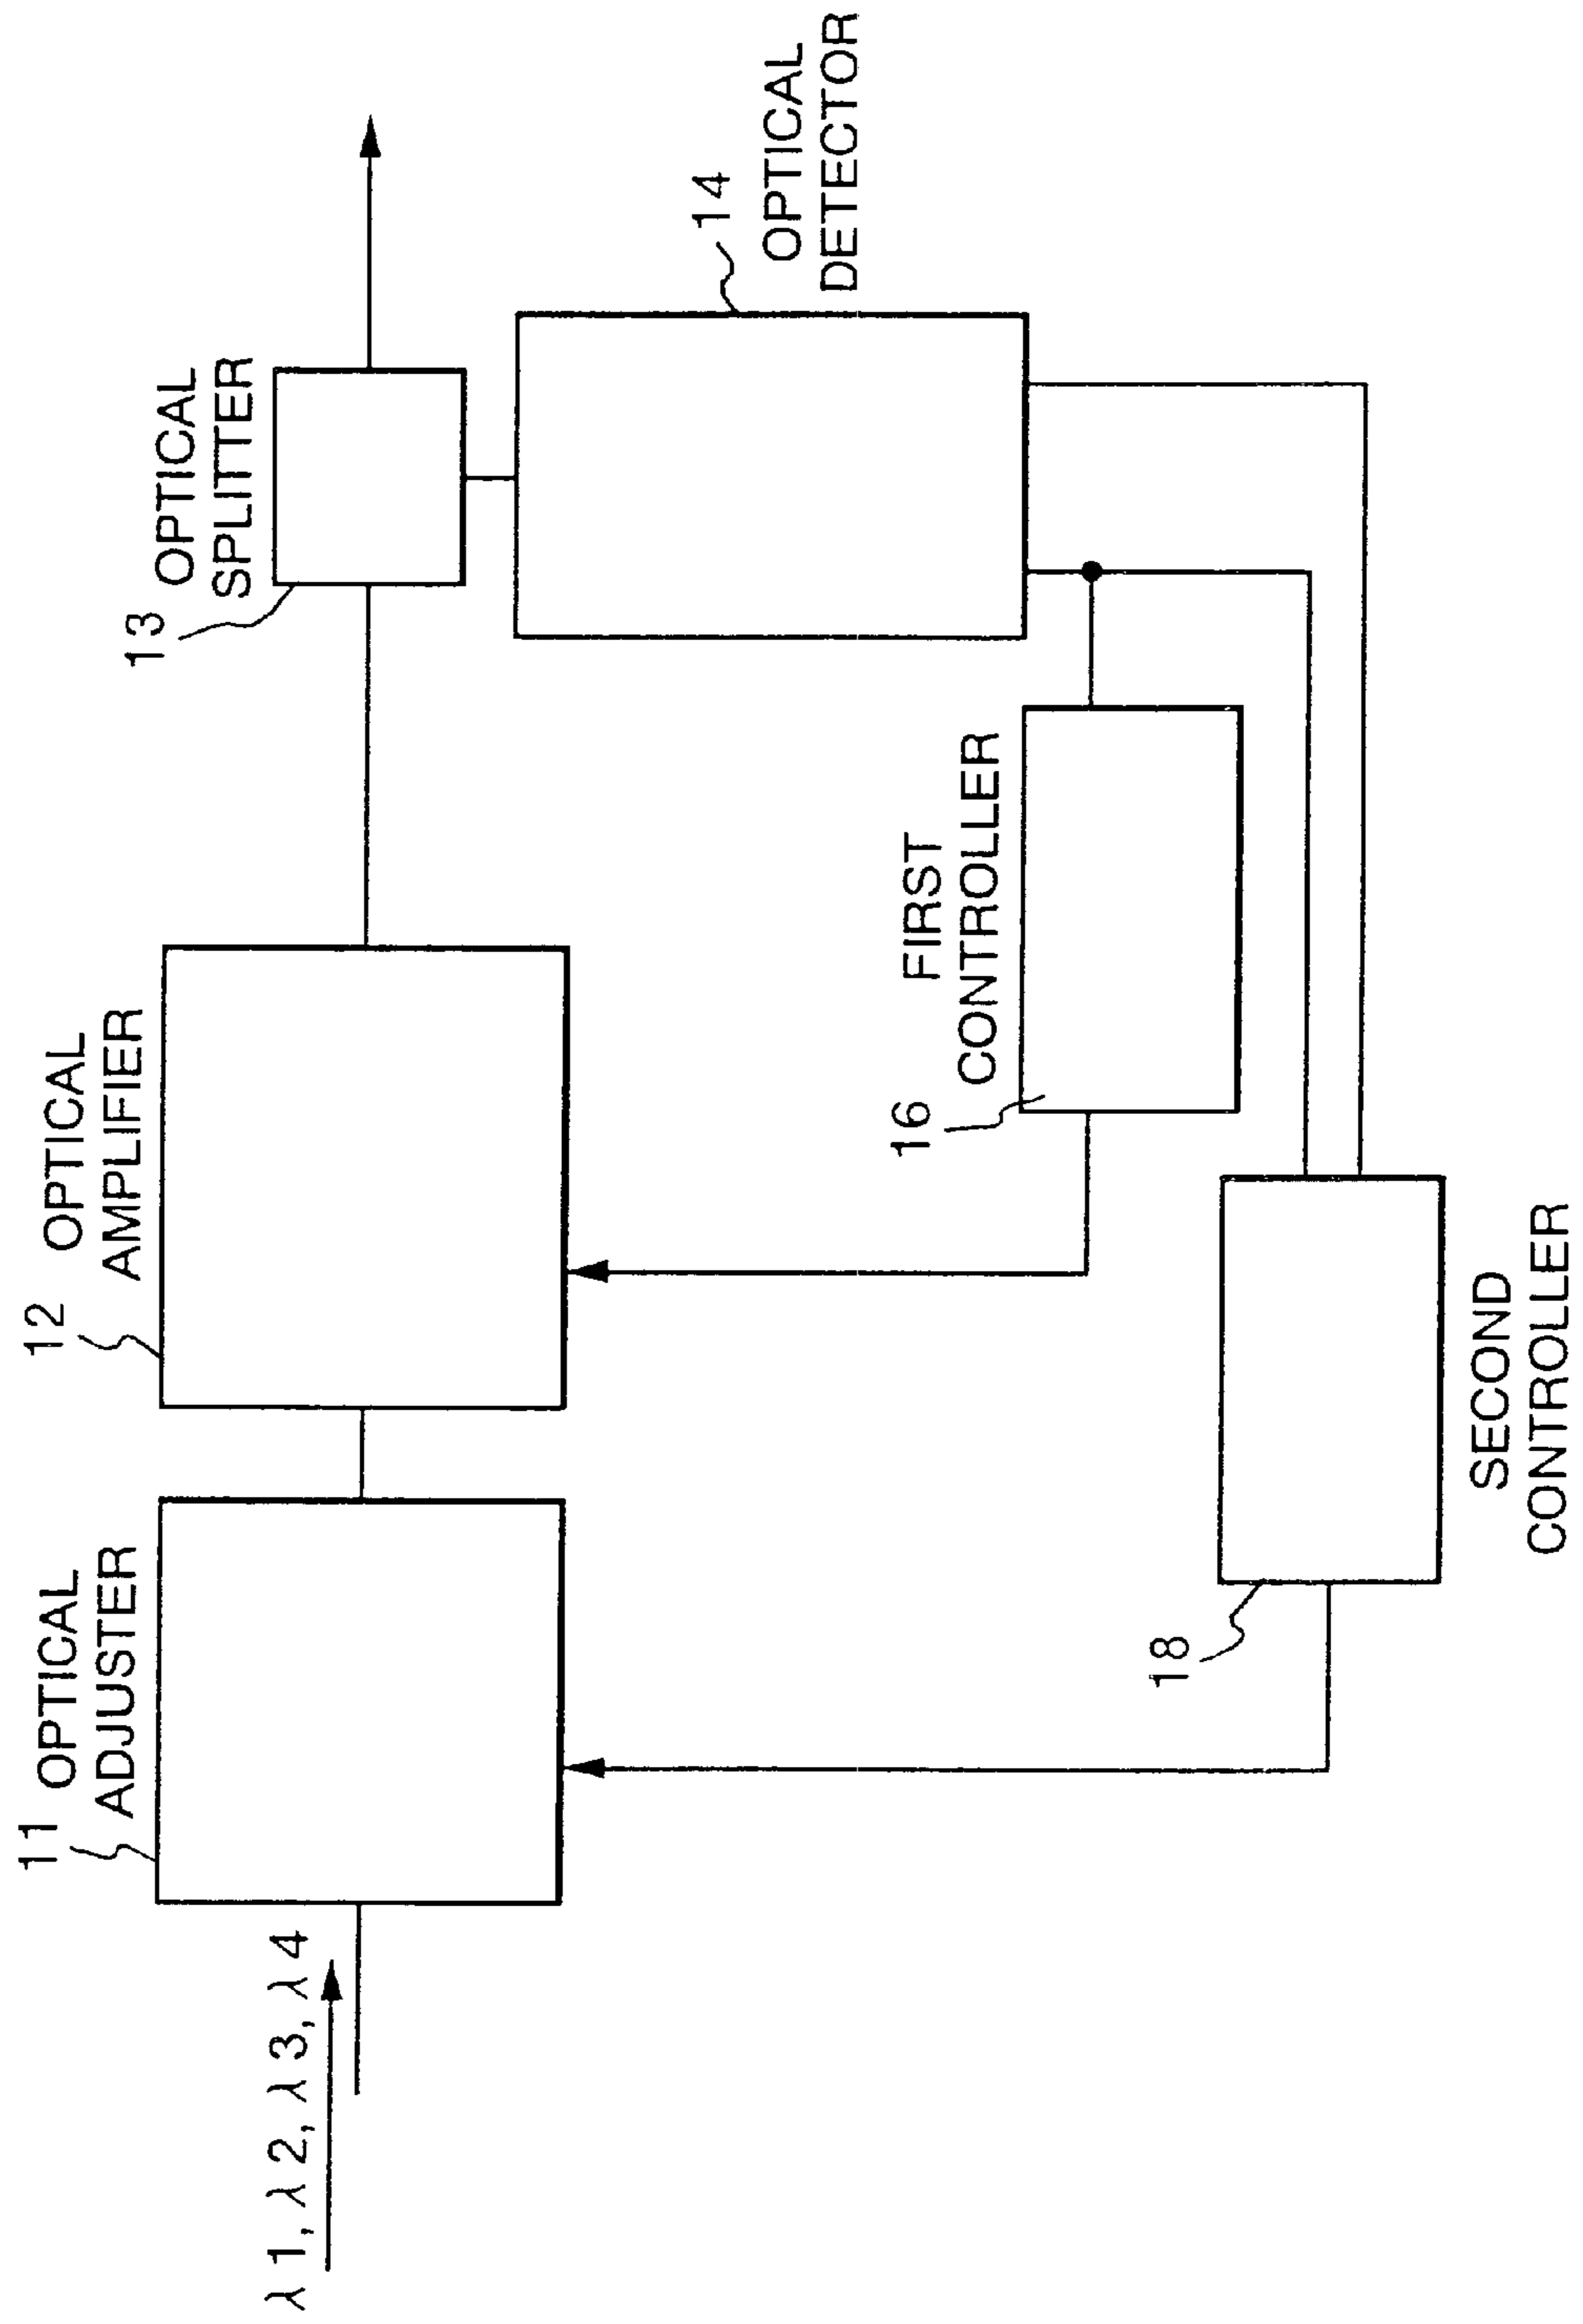 λ1, λ2, λ3, λ4
11
OPTICAL
ADJUSTER
12
OPTICAL
AMPLIFIER
13
OPTICAL
SPLITTER
14
OPTICAL
DETECTOR
16
FIRST
CONTROLLER
18
SECOND
CONTROLLER